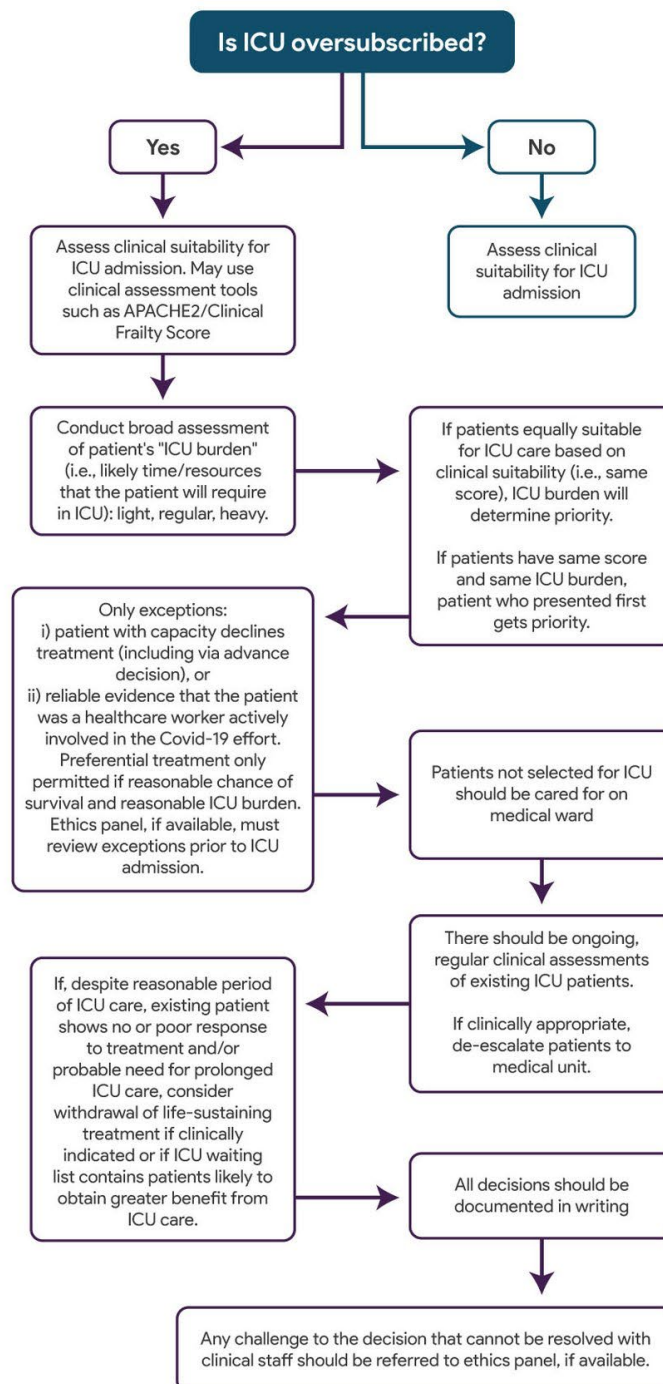 Is ICU oversubscribed?
Yes
No
Assess clinical suitability for
ICU admission. May use
clinical assessment tools
such as APACHE2/Clinical
Frailty Score
Assess clinical
suitability for ICU
admission
Conduct broad assessment
of patient's "ICU burden"
(i.e., likely time/resources
that the patient will require
in ICU): light, regular, heavy.
If patients equally suitable
for ICU care based on
clinical suitability (i.e., same
score), ICU burden will
determine priority.
If patients have same score
and same ICU burden,
patient who presented first
gets priority.
Only exceptions:
i) patient with capacity declines
treatment (including via advance
decision), or
ii) reliable evidence that the patient
was a healthcare worker actively
involved in the Covid-19 effort.
Preferential treatment only
permitted if reasonable chance of
survival and reasonable ICU burden.
Ethics panel, if available, must
review exceptions prior to ICU
admission.
Patients not selected for ICU
should be cared for on
medical ward
There should be ongoing,
regular clinical assessments
of existing ICU patients.
If clinically appropriate,
de-escalate patients to
medical unit.
If, despite reasonable period
of ICU care, existing patient
shows no or poor response
to treatment and/or
probable need for prolonged
ICU care, consider
withdrawal of life-sustaining
treatment if clinically
indicated or if ICU waiting
list contains patients likely to
obtain greater benefit from
ICU care.
All decisions should be
documented in writing
Any challenge to the decision that cannot be resolved with
clinical staff should be referred to ethics panel, if available.